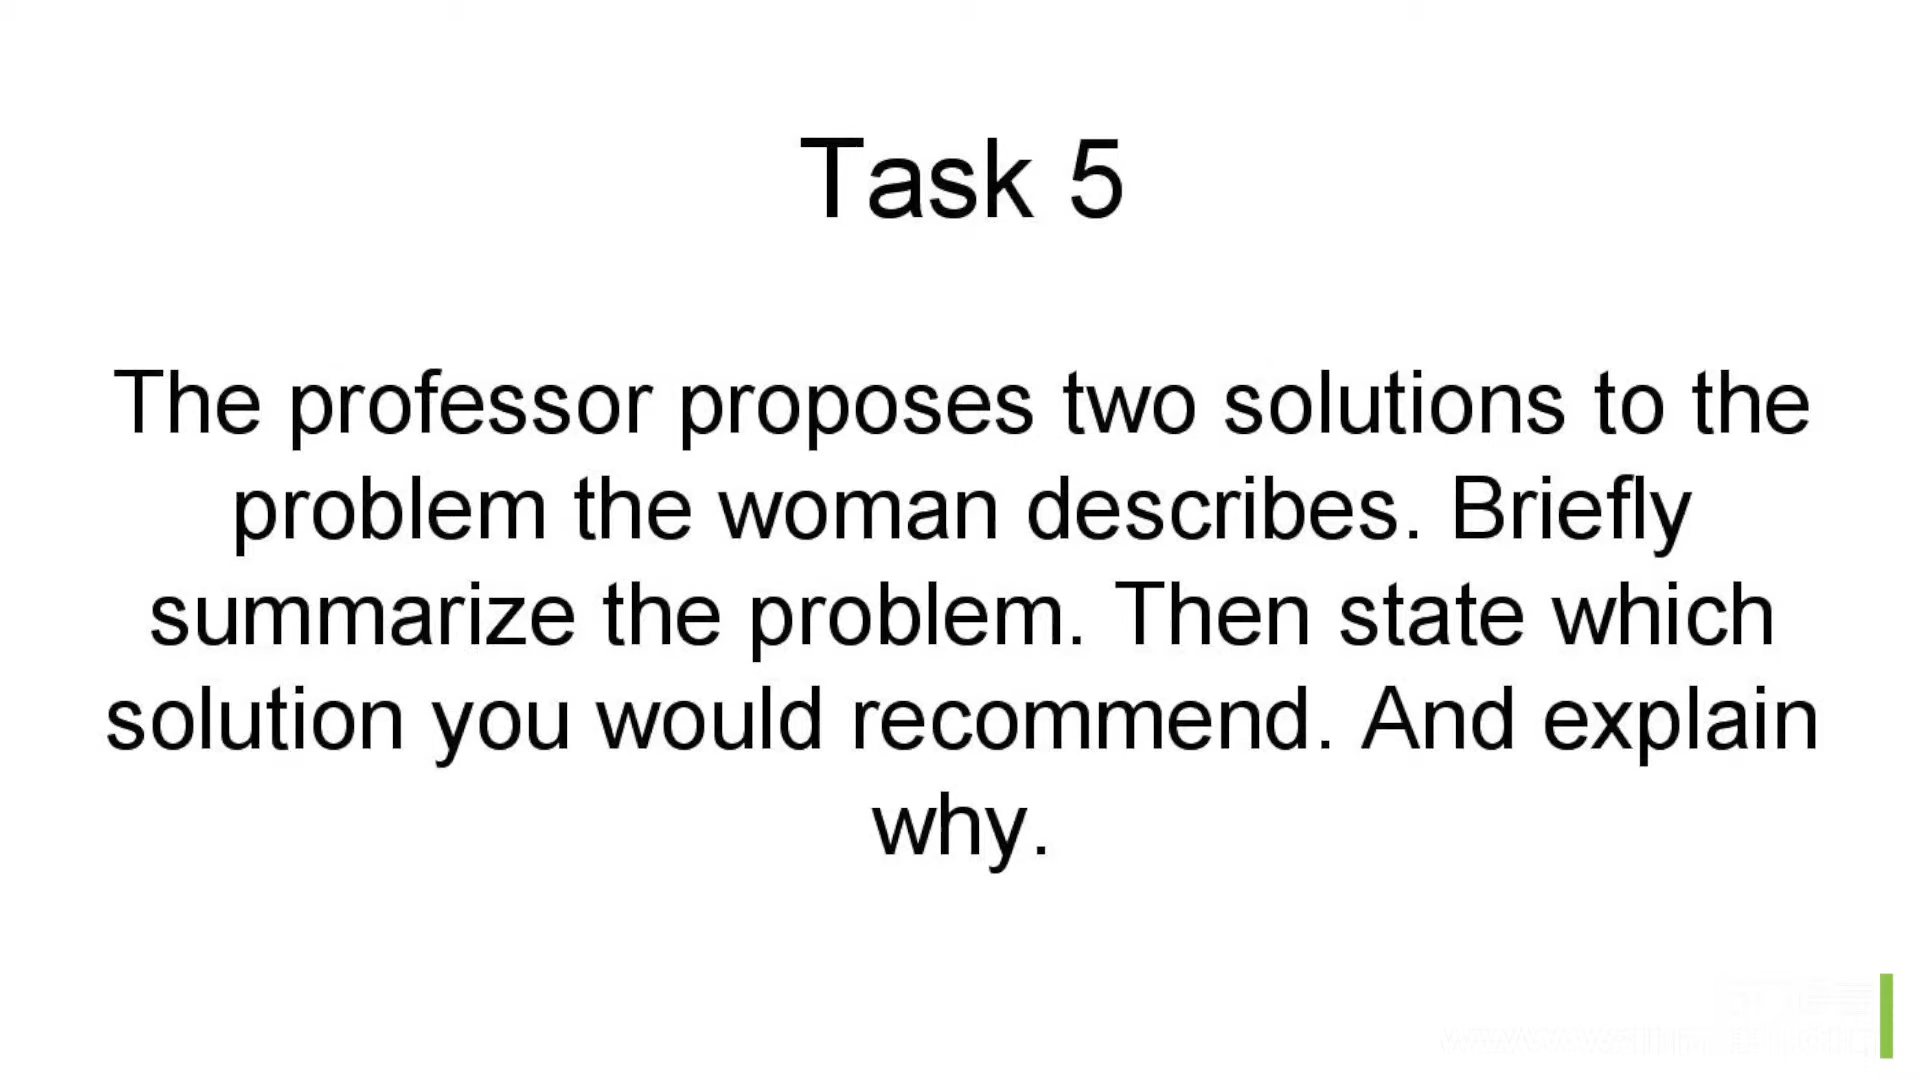 Task 5
The professor proposes two solutions to the
problem the woman describes. Briefly
summarize the problem. Then state which
solution you would recommend. And explain
why.